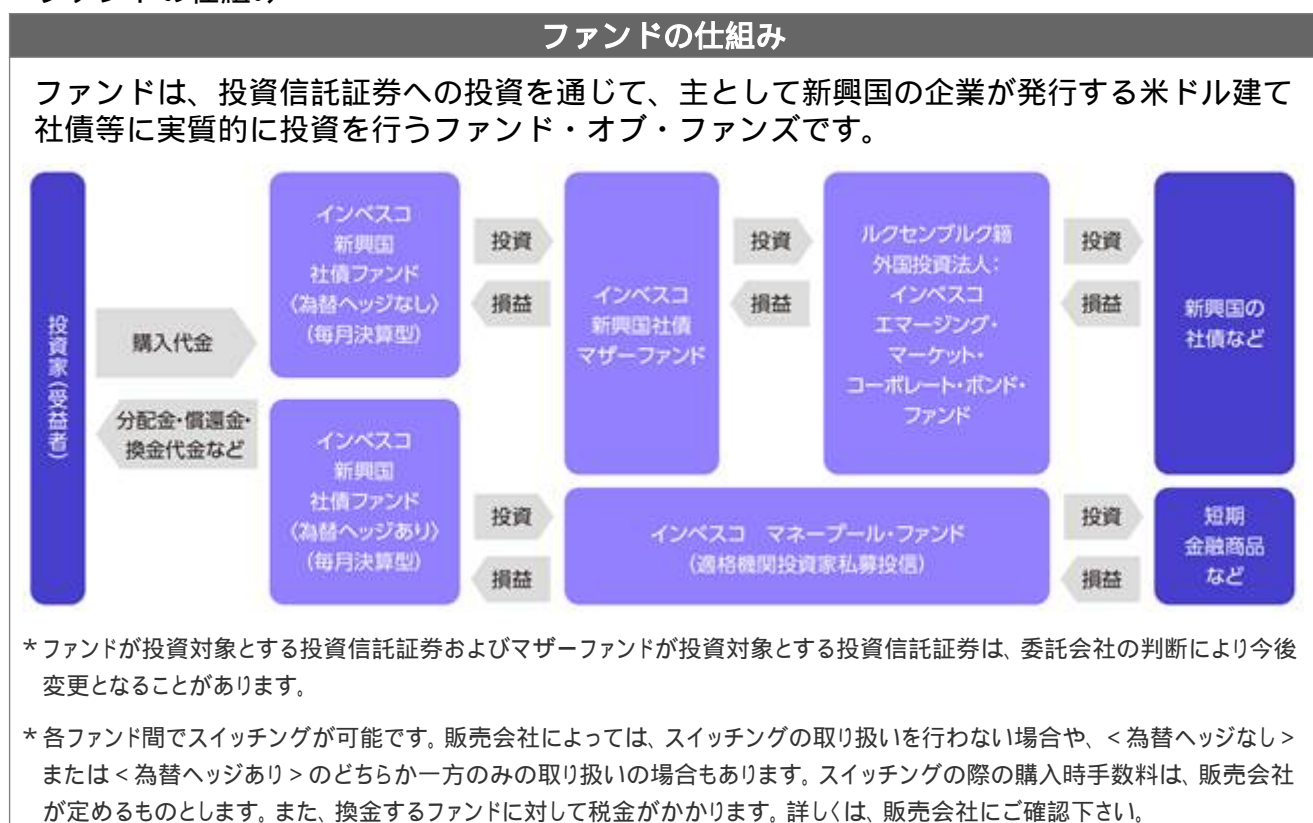 ファンドの仕組み
ファンドの仕組み
ファンドは、投資信託証券への投資を通じて、主として新興国の企業が発行する米ドル建て
社債等に実質的に投資を行うファンド・オブ・ファンズです。
投資家(受益者)
購入代金
分配金・償還金・
換金代金など
インベスコ
新興国
社債ファンド
〈為替ヘッジなし〉
(毎月決算型)
インベスコ
新興国
社債ファンド
〈為替ヘッジあり〉
(毎月決算型)
投資
損益
投資
損益
インベスコ
新興国社債
マザーファンド
投資
損益
ルクセンブルク籍
外国投資法人:
インベスコ
エマージング・
マーケット・
コーポレート・ボンド・
ファンド
インベスコ マネープール・ファンド
(適格機関投資家私募投信)
投資
損益
投資
損益
新興国の
社債など
短期
金融商品
など
*ファンドが投資対象とする投資信託証券およびマザーファンドが投資対象とする投資信託証券は、委託会社の判断により今後
変更となることがあります。
*各ファンド間でスイッチングが可能です。販売会社によっては、スイッチングの取り扱いを行わない場合や、<為替ヘッジなし>
または<為替ヘッジあり>のどちらか一方のみの取り扱いの場合もあります。スイッチングの際の購入時手数料は、販売会社
が定めるものとします。また、換金するファンドに対して税金がかかります。詳しくは、販売会社にご確認下さい。